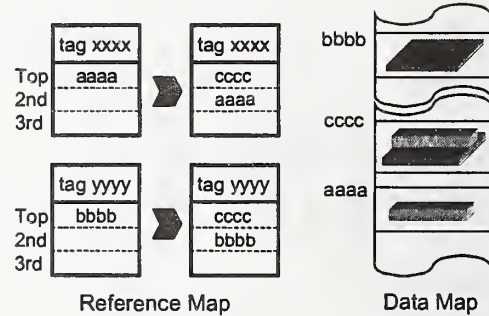 tag xxxx tag xxxx
Top aaaa cccc
2nd aaaa
3rd
tag yyyy tag yyyy
Top bbbb cccc
2nd bbbb
3rd
Reference Map
bbbb
cccc
aaaa
Data Map